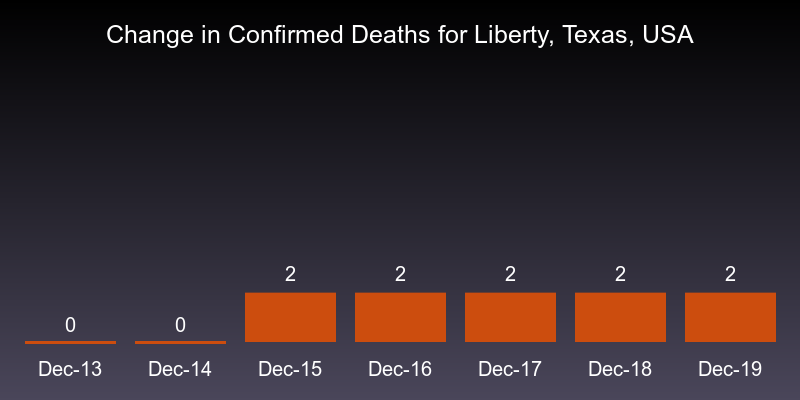 Change in Confirmed Deaths for Liberty, Texas, USA
0 0 2 2 2 2 2
Dec-13 Dec-14 Dec-15 Dec-16 Dec-17 Dec-18 Dec-19